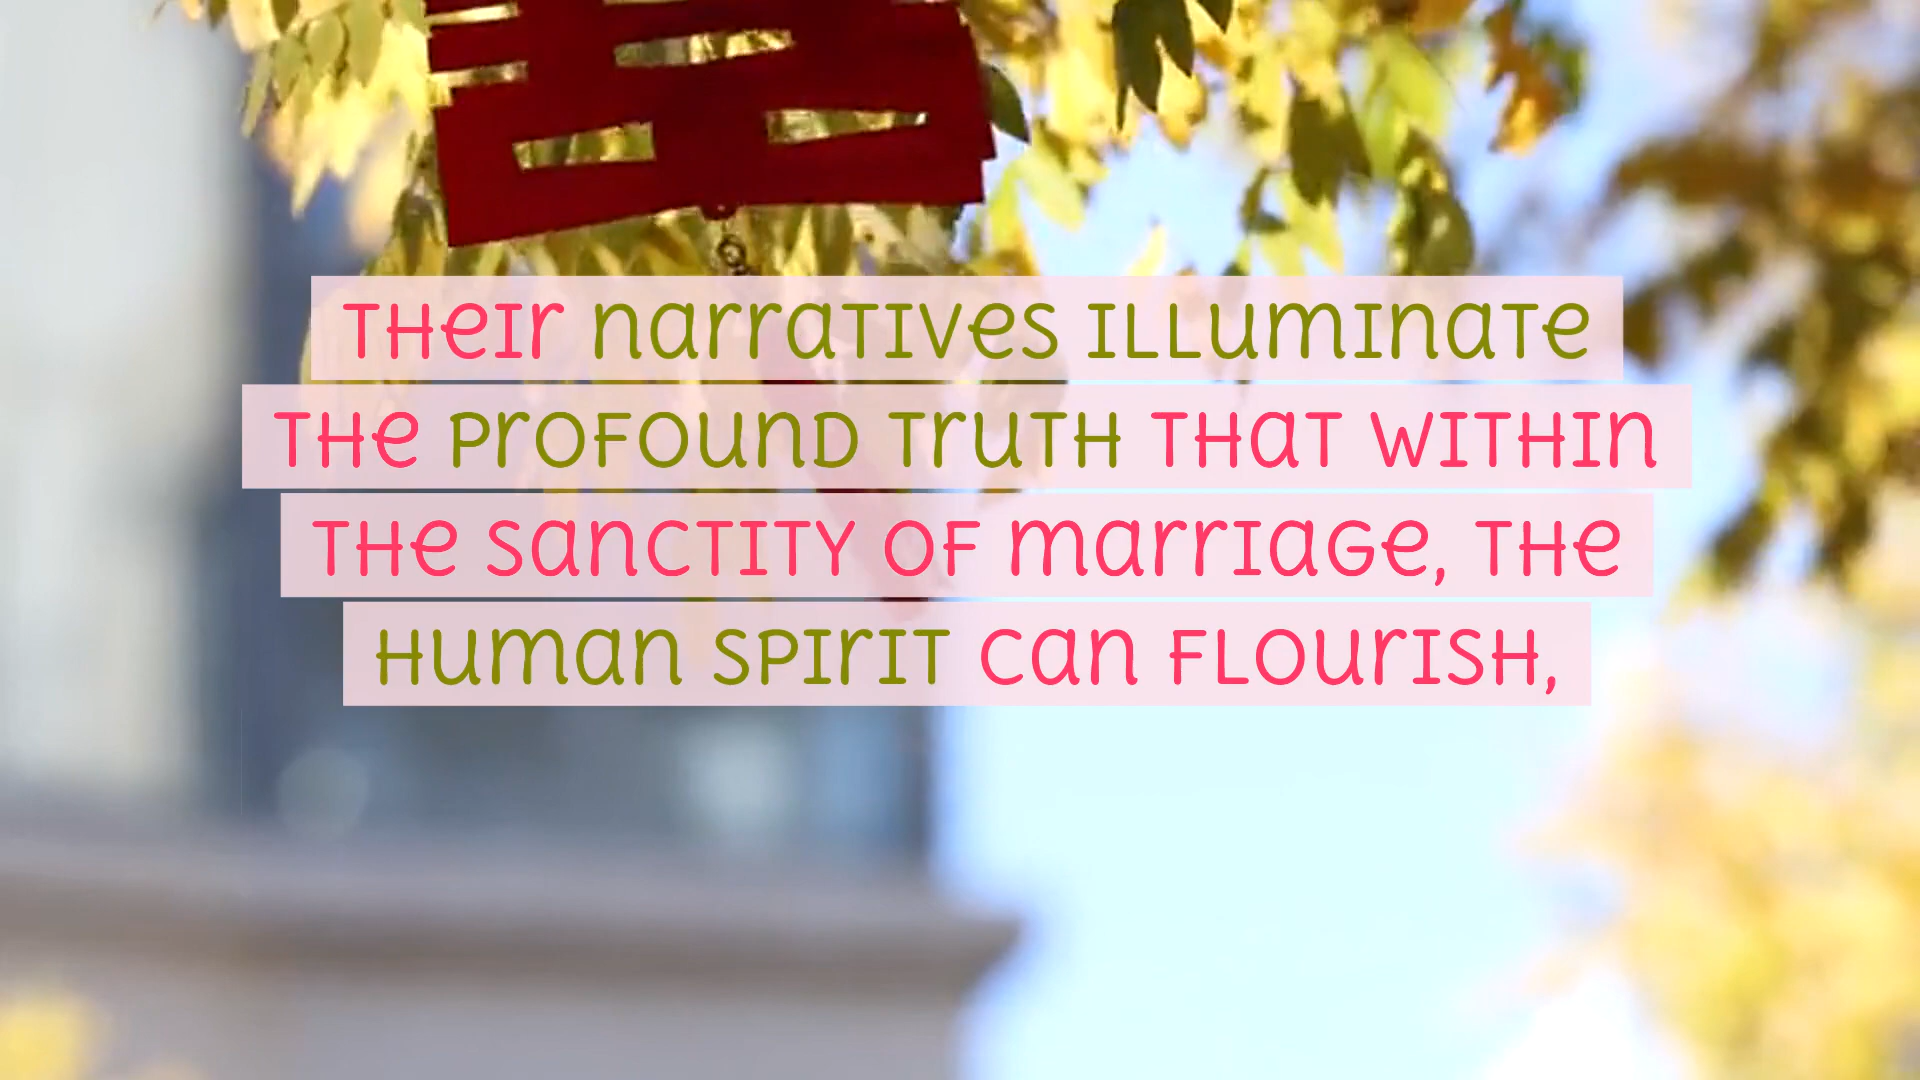 Their narratives illuminate
the profound truth that within
the sanctity of marriage, the
human spirit can flourish,